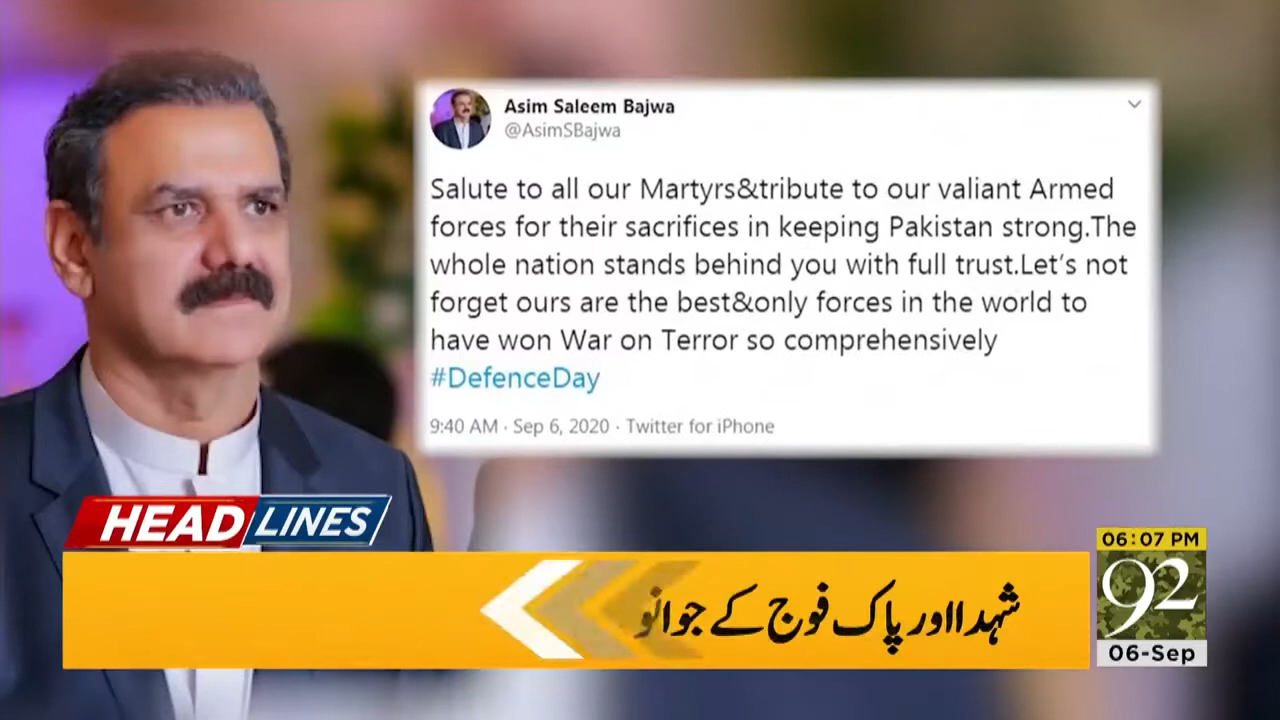 Asim Saleem Bajwa
@AsimSBajwa
Salute to all our Martyrs&tribute to our valiant Armed
forces for their sacrifices in keeping Pakistan strong.The
whole nation stands behind you with full trust.Let’s not
forget ours are the best&only forces in the world to
have won War on Terror so comprehensively
#DefenceDay
9:40 AM · Sep 6, 2020 · Twitter for iPhone
HEADLINES
شہدا اور پاک فوج کے
06:07 PM
92
06-Sep